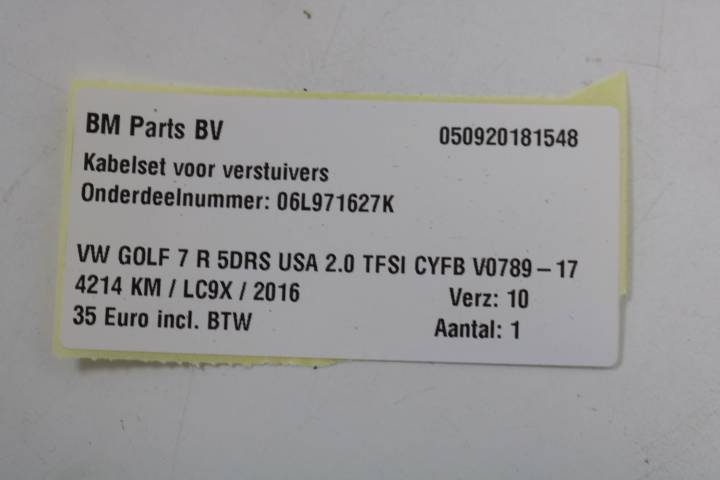 BM Parts BV 050920181548
Kabelset voor verstuivers
Onderdeelnummer: 06L971627K
VW GOLF 7 R 5DRS USA 2.0 TFSI CYFB V0789-17
4214 KM / LC9X / 2016 Verz: 10
35 Euro incl. BTW Aantal: 1